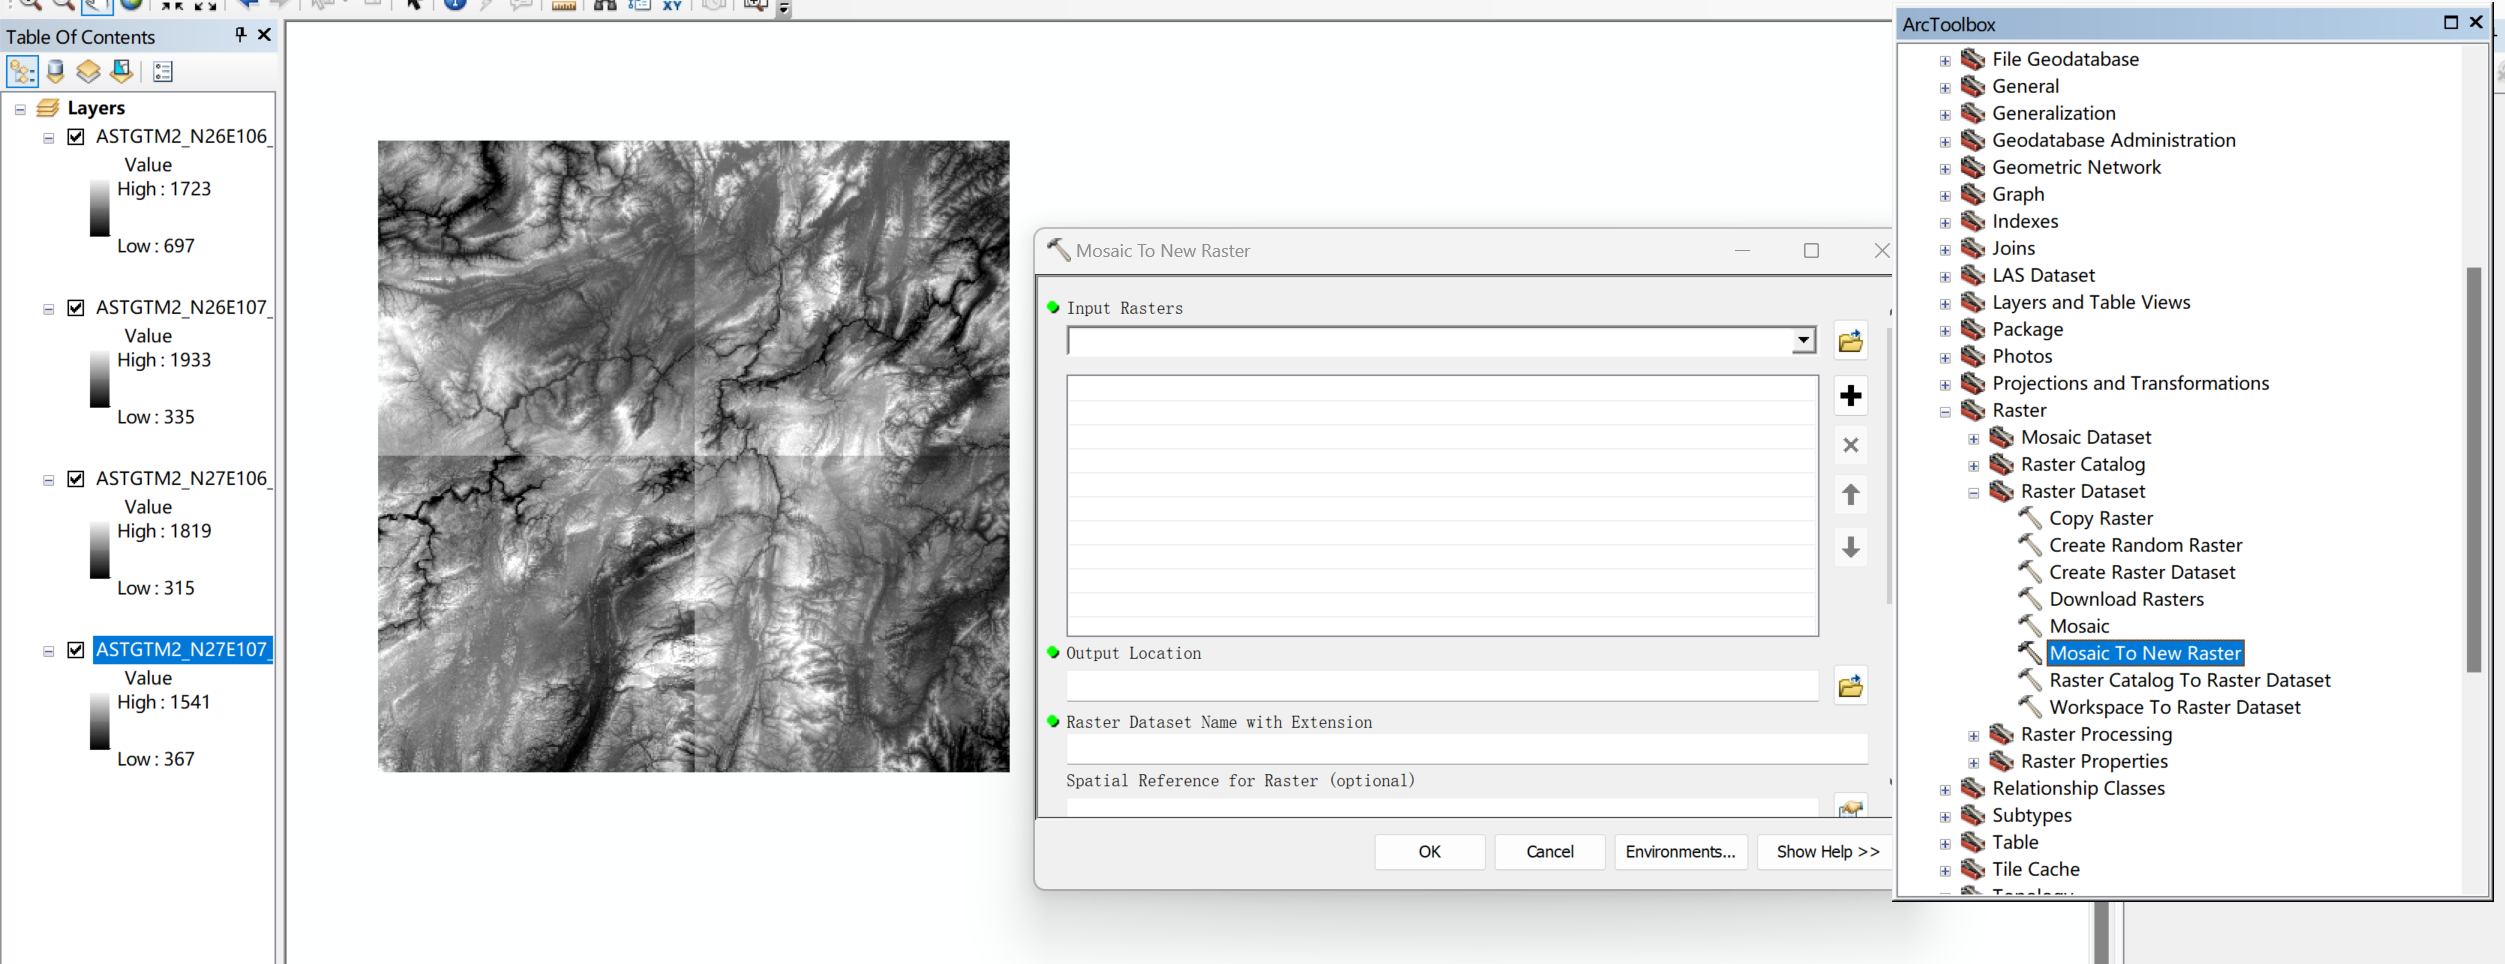 XY
Table Of Contents
Layers
ASTGTM2_N26E106_
Value
High : 1723
Low : 697
ASTGTM2_N26E107_
Value
High : 1933
Low : 335
ASTGTM2_N27E106_
Value
High : 1819
Low : 315
ASTGTM2_N27E107_
Value
High : 1541
Low : 367
Mosaic To New Raster
Input Rasters
Output Location
Raster Dataset Name with Extension
Spatial Reference for Raster (optional)
OK
Cancel
Environments...
Show Help >>
ArcToolbox
File Geodatabase
General
Generalization
Geodatabase Administration
Geometric Network
Graph
Indexes
Joins
LAS Dataset
Layers and Table Views
Package
Photos
Projections and Transformations
Raster
Mosaic Dataset
Raster Catalog
Raster Dataset
Copy Raster
Create Random Raster
Create Raster Dataset
Download Rasters
Mosaic
Mosaic To New Raster
Raster Catalog To Raster Dataset
Workspace To Raster Dataset
Raster Processing
Raster Properties
Relationship Classes
Subtypes
Table
Tile Cache
Topology